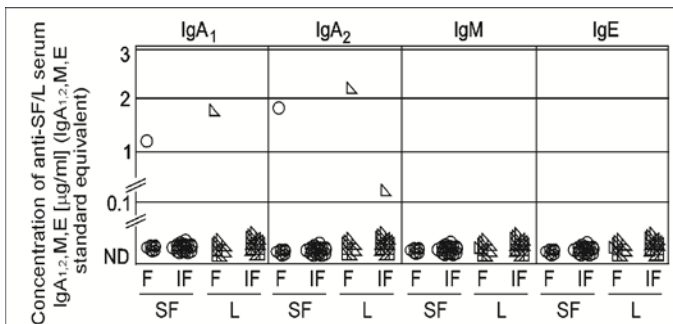 IgA1 IgA2 IgM IgE
Concentration of anti-SF/L serum
IgA1,2,M,E [µg/ml] (IgA1,2,M,E
standard equivalent)
3
2
1
0.1
ND
F IF F IF F IF F IF F IF F IF F IF F IF
SF L SF L SF L SF L